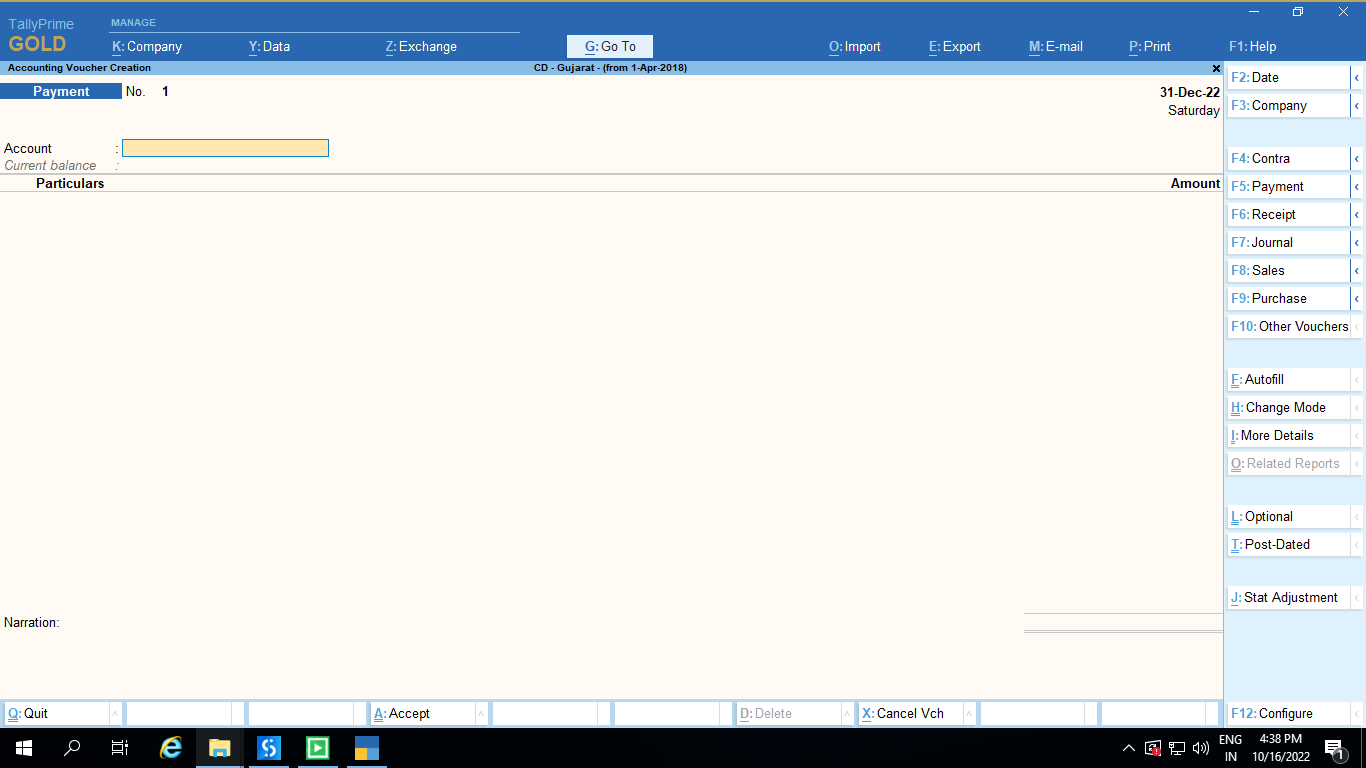 TallyPrime
GOLD
MANAGE
K: Company
Y: Data
Z: Exchange
G: Go To
O: Import
E: Export
M: E-mail
P: Print
F1: Help
Accounting Voucher Creation
CD - Gujarat - (from 1-Apr-2018)
Payment No. 1
31-Dec-22
Saturday
Account :
Current balance :
Particulars
Amount
Narration:
F2: Date
F3: Company
F4: Contra
F5: Payment
F6: Receipt
F7: Journal
F8: Sales
F9: Purchase
F10: Other Vouchers
F: Autofill
H: Change Mode
I: More Details
O: Related Reports
L: Optional
T: Post-Dated
J: Stat Adjustment
Q: Quit
A: Accept
D: Delete
X: Cancel Vch
F12: Configure
ENG
IN
4:38 PM
10/16/2022
1